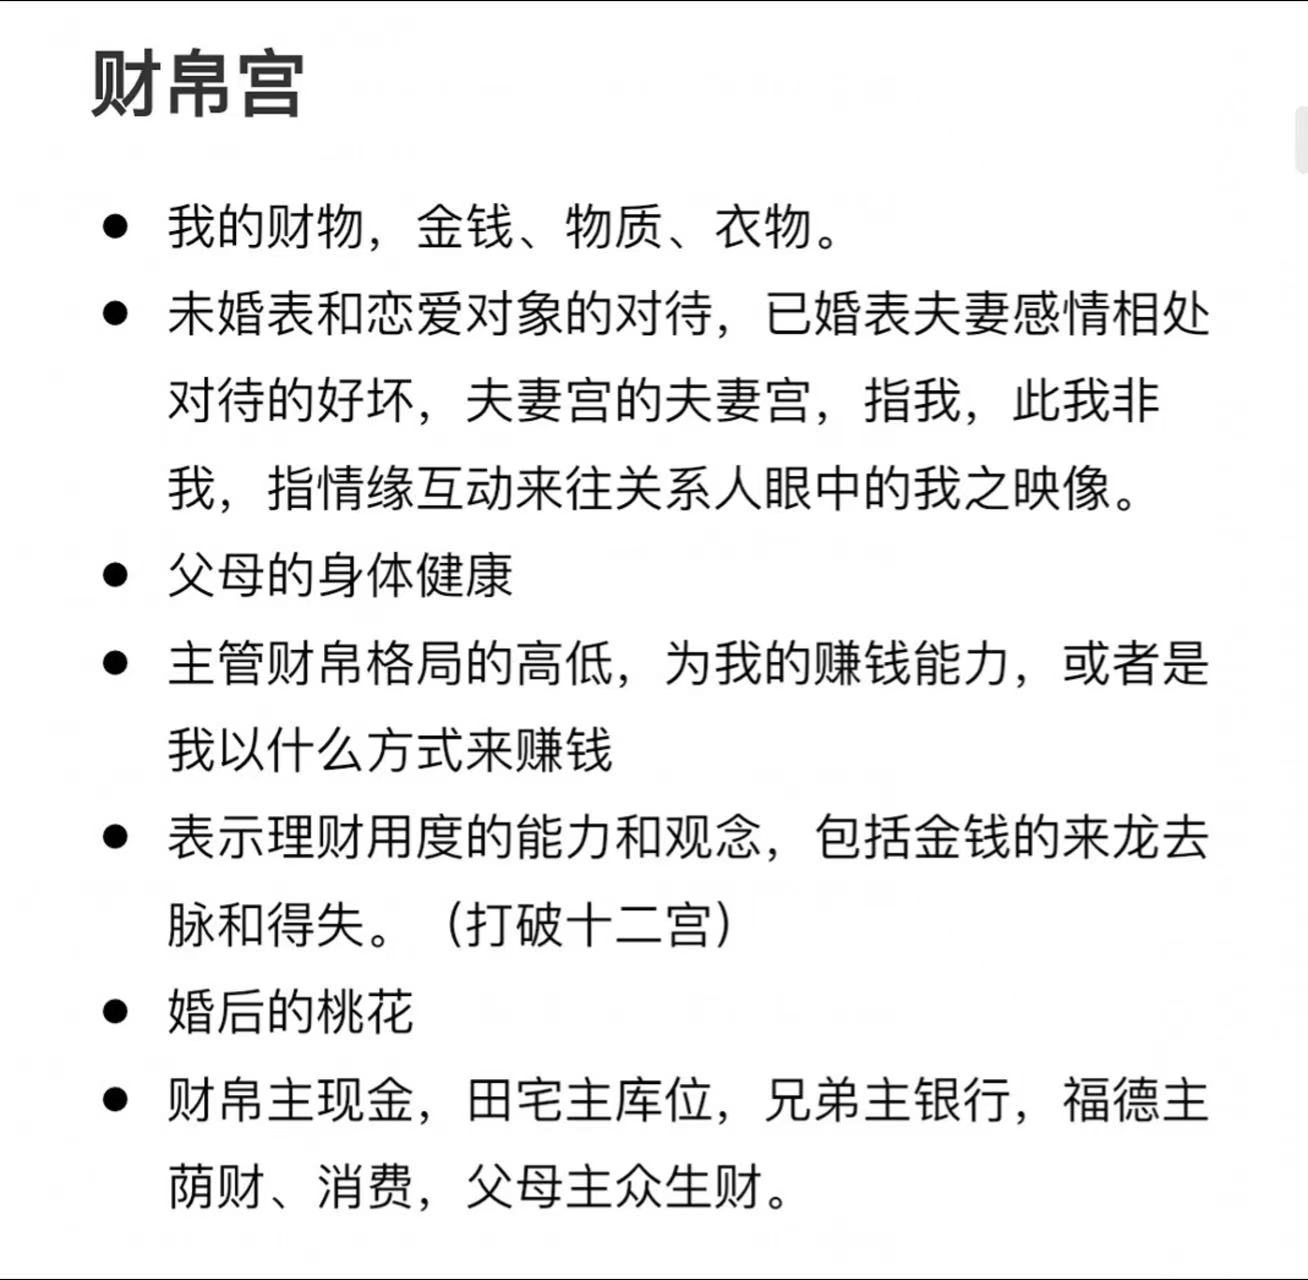 财帛宫
● 我的财物，金钱、物质、衣物。
● 未婚表和恋爱对象的对待，已婚表夫妻感情相处
对待的好坏，夫妻宫的夫妻宫，指我，此我非
我，指情缘互动来往关系人眼中的我之映像。
● 父母的身体健康
● 主管财帛格局的高低，为我的赚钱能力，或者是
我以什么方式来赚钱
● 表示理财用度的能力和观念，包括金钱的来龙去
脉和得失。（打破十二宫）
● 婚后的桃花
● 财帛主现金，田宅主库位，兄弟主银行，福德主
荫财、消费，父母主众生财。